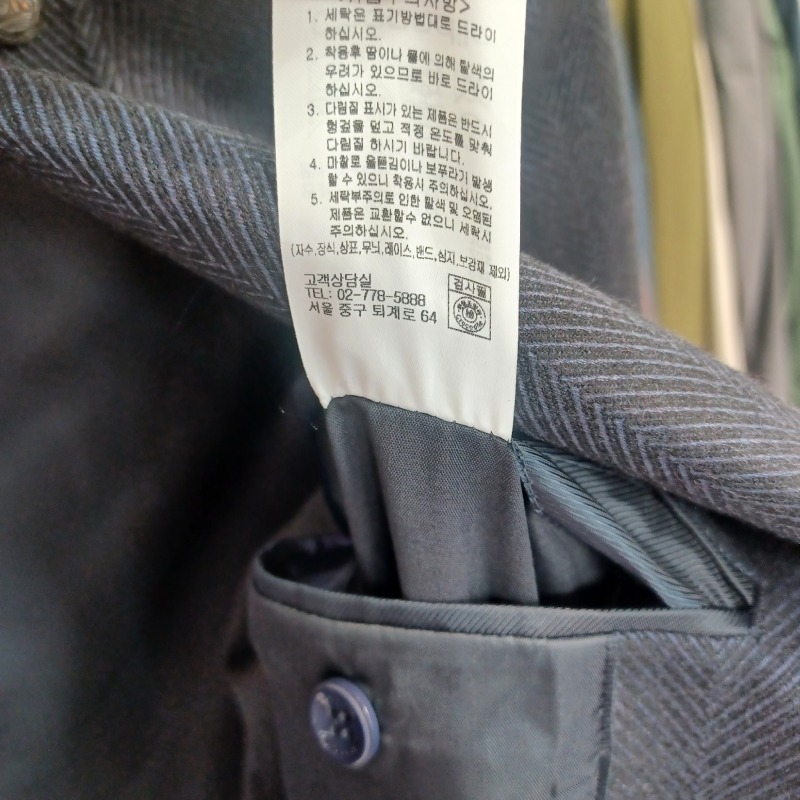 의사항>
1. 세탁은 표기방법대로 드라이
하십시오.
2. 착용후 땀이나 물에 의해 탈색의
우려가 있으므로 바로 드라이
하십시오.
3. 다림질 표시가 있는 제품은 반드시
헝겊을 덮고 적정 온도를 맞춰
다림질 하시기 바랍니다.
4. 마찰로 올뜯김이나 보푸라기 발생
할 수 있으니 착용시 주의하십시오.
5. 세탁부주의로 인한 탈색 및 오염된
제품은 교환할수 없으니 세탁시
주의하십시오.
{자수,장식,상표,무늬,레이스,밴드,심지,보강재 제외}
고객상담실
TEL: 02-778-5888
서울 중구 퇴계로 64
검사필